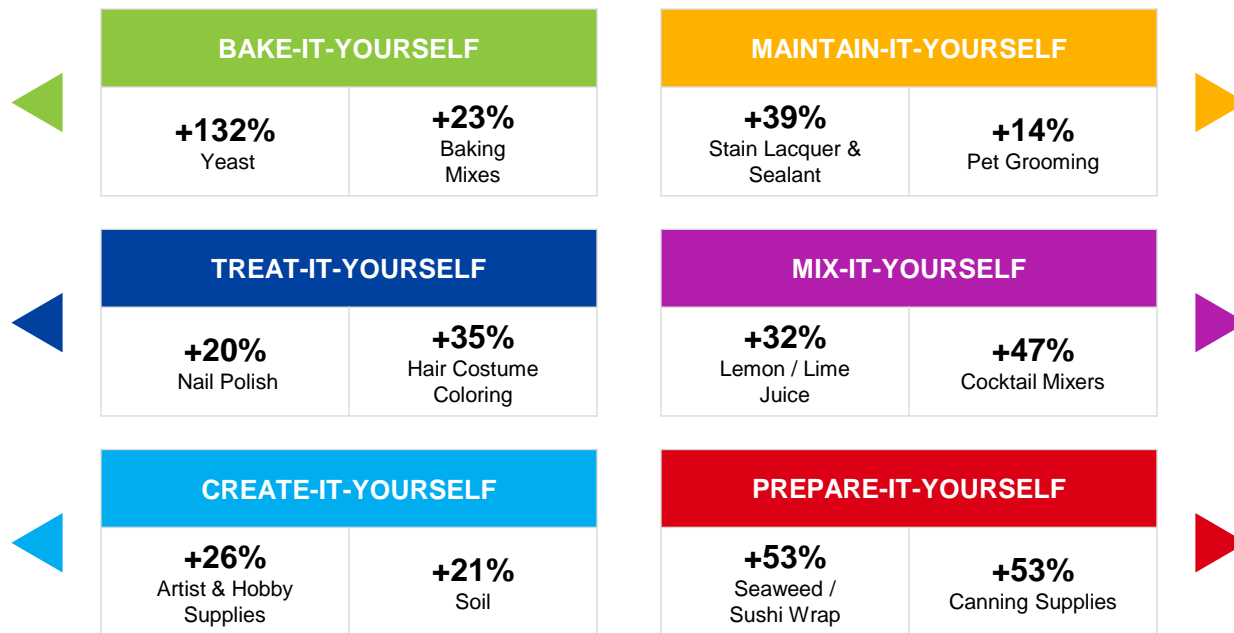 BAKE-IT-YOURSELF
+132%
Yeast
+23%
Baking
Mixes
MAINTAIN-IT-YOURSELF
+39%
Stain Lacquer &
Sealant
+14%
Pet Grooming
TREAT-IT-YOURSELF
+20%
Nail Polish
+35%
Hair Costume
Coloring
MIX-IT-YOURSELF
+32%
Lemon / Lime
Juice
+47%
Cocktail Mixers
CREATE-IT-YOURSELF
+26%
Artist & Hobby
Supplies
+21%
Soil
PREPARE-IT-YOURSELF
+53%
Seaweed /
Sushi Wrap
+53%
Canning Supplies